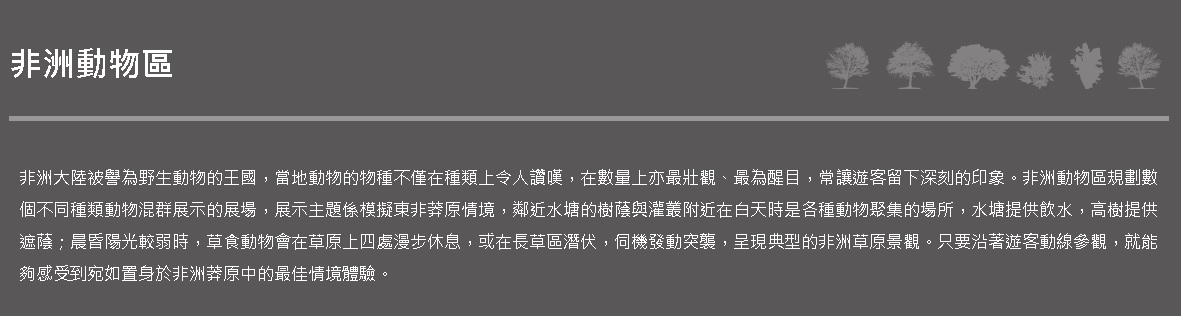 非洲動物區
非洲大陸被譽為野生動物的王國，當地動物的物種不僅在種類上令人讚嘆，在數量上亦最壯觀、最為醒目，常讓遊客留下深刻的印象。非洲動物區規劃數
個不同種類動物混群展示的展場，展示主題係模擬東非莽原情境，鄰近水塘的樹蔭與灌叢附近在白天時是各種動物聚集的場所，水塘提供飲水，高樹提供
遮蔭；晨昏陽光較弱時，草食動物會在草原上四處漫步休息，或在長草區潛伏，伺機發動突襲，呈現典型的非洲草原景觀。只要沿著遊客動線參觀，就能
夠感受到宛如置身於非洲莽原中的最佳情境體驗。